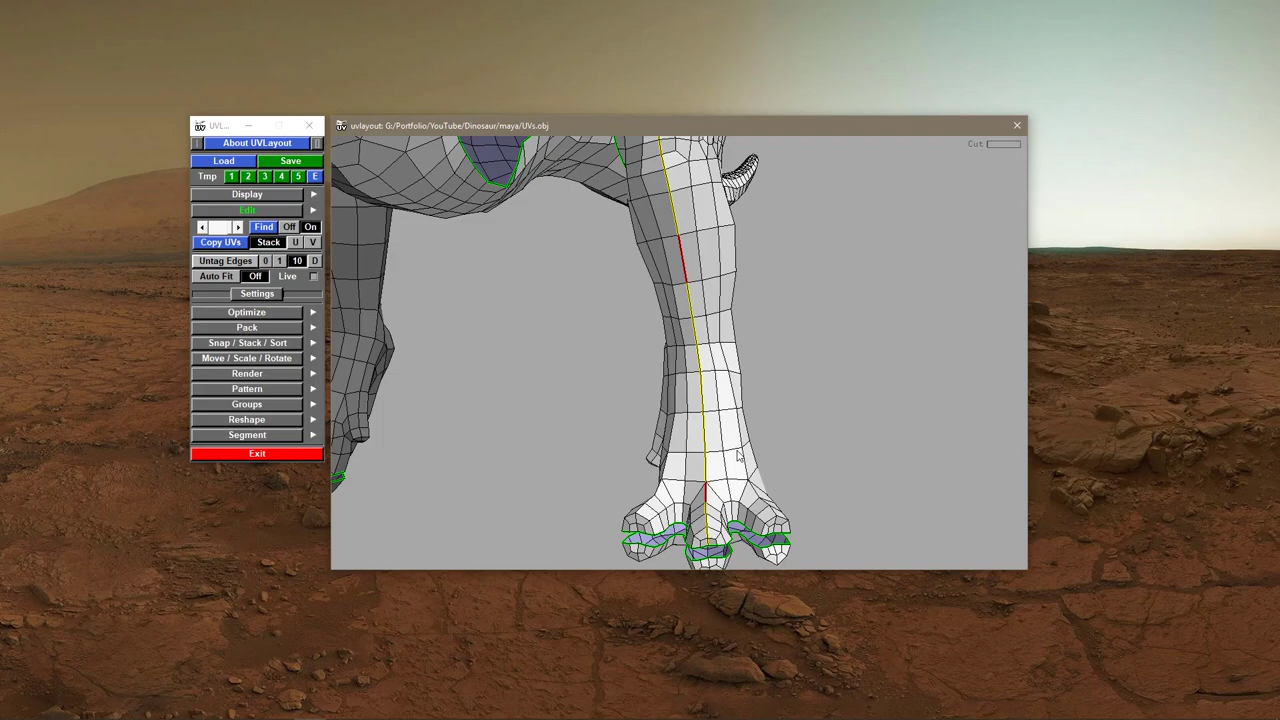 UVL...
uvlayout: G:/Portfolio/YouTube/Dinosaur/maya/UVs.obj
About UVLayout
Cut
Load Save
Tmp 1 2 3 4 5 E
Display
Edit
Find Off On
Copy UVs Stack U V
Untag Edges 0 1 10 D
Auto Fit Off Live
Settings
Optimize
Pack
Snap / Stack / Sort
Move / Scale / Rotate
Render
Pattern
Groups
Reshape
Segment
Exit